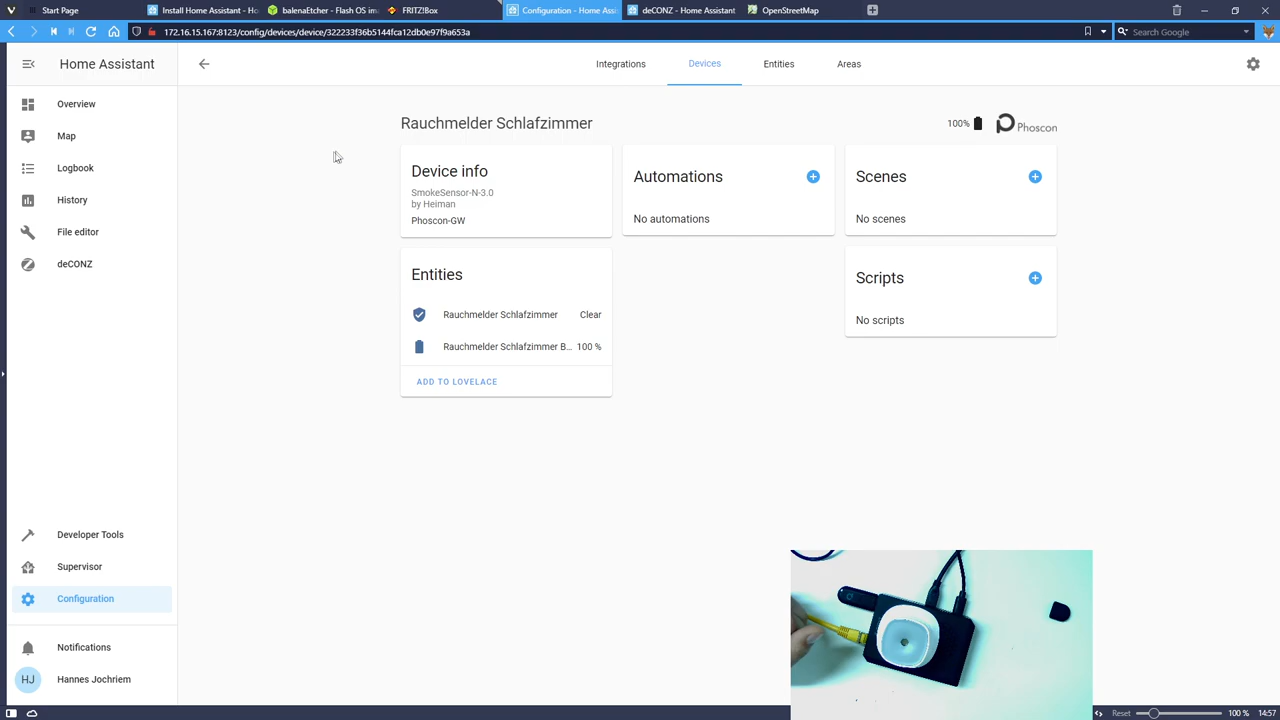 Start Page
Install Home Assistant - Ho
balenaEtcher - Flash OS im
FRITZ!Box
Configuration - Home Assis
deCONZ - Home Assistant
OpenStreetMap
172.16.15.167:8123/config/devices/device/322233f36b5144fca12db0e97f9a653a
Search Google
Home Assistant
Integrations
Devices
Entities
Areas
Overview
Map
Logbook
History
File editor
deCONZ
Developer Tools
Supervisor
Configuration
Notifications
HJ
Hannes Jochriem
Rauchmelder Schlafzimmer
100%
Phoscon
Device info
SmokeSensor-N-3.0
by Heiman
Phoscon-GW
Entities
Rauchmelder Schlafzimmer Clear
Rauchmelder Schlafzimmer B... 100 %
ADD TO LOVELACE
Automations
No automations
Scenes
No scenes
Scripts
No scripts
Reset
100 %
14:57